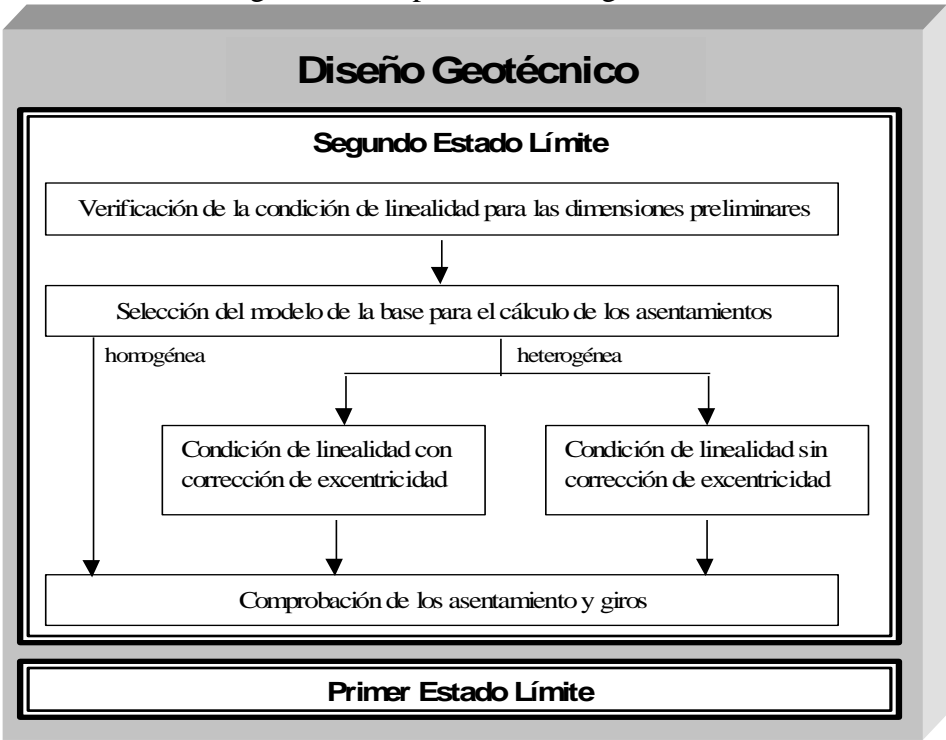 Diseño Geotécnico
Segundo Estado Límite
Verificación de la condición de linealidad para las dimensiones preliminares
Selección del modelo de la base para el cálculo de los asentamientos
homogénea
heterogénea
Condición de linealidad con
corrección de excentricidad
Condición de linealidad sin
corrección de excentricidad
Comprobación de los asentamiento y giros
Primer Estado Límite